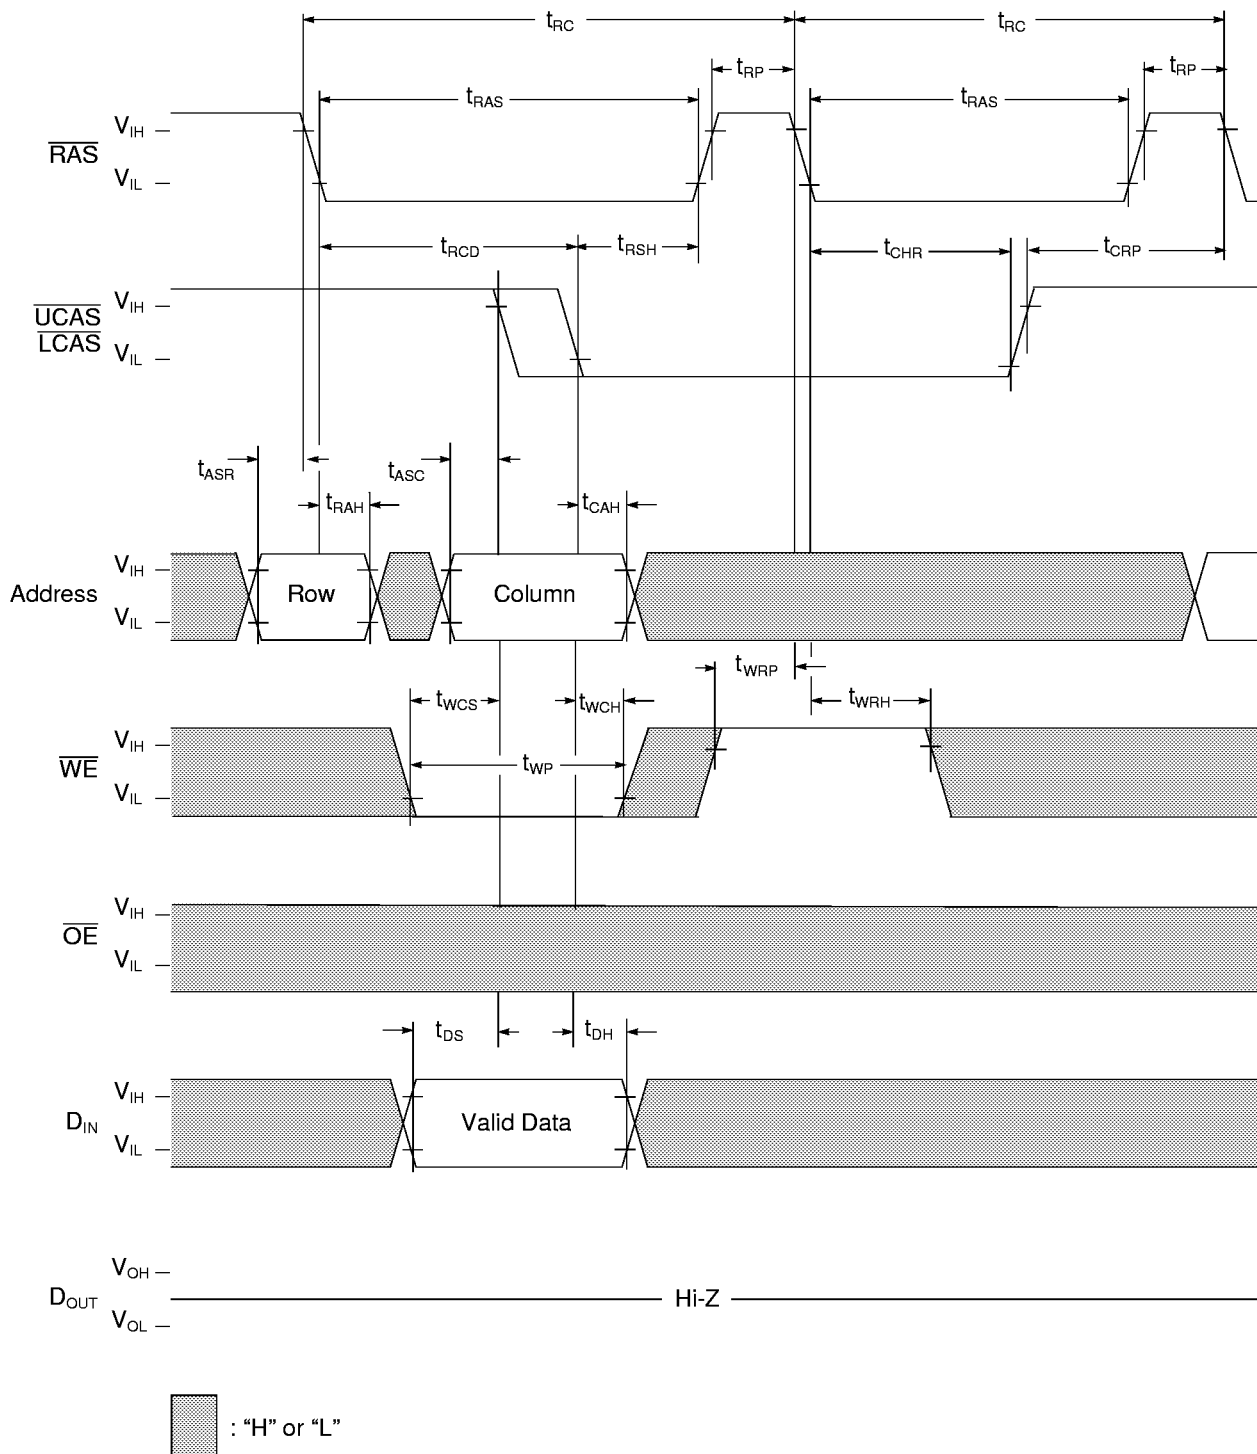 tRC tRC
tRP tRP
tRAS tRAS
RAS VIH
VIL
tRCD tRSH tCHR tCRP
UCAS VIH
LCAS VIL
tASR tASC
tRAH tCAH
Address VIH
VIL
Row Column
tWRP
tWCS tWCH tWRH
WE VIH
VIL
tWP
OE VIH
VIL
tDS tDH
DIN VIH
VIL
Valid Data
VOH
DOUT Hi-Z
VOL
: “H” or “L”